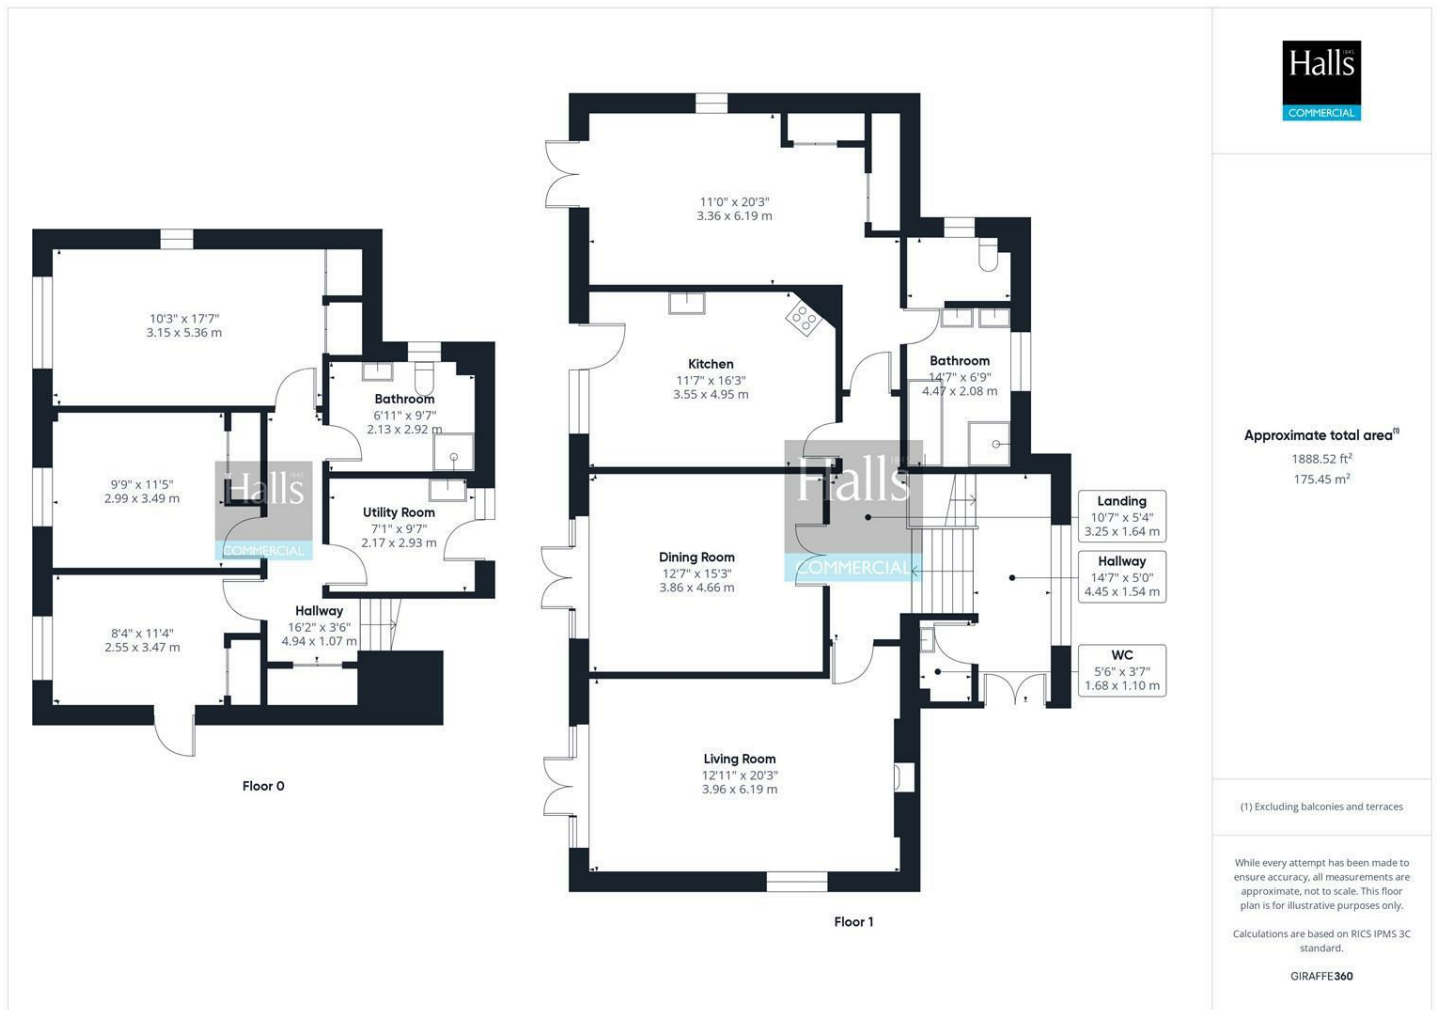 10'3" x 17'7"
3.15 x 5.36 m
9'9" x 11'5"
2.99 x 3.49 m
8'4" x 11'4"
2.55 x 3.47 m
Bathroom
6'11" x 9'7"
2.13 x 2.92 m
Utility Room
7'1" x 9'7"
2.17 x 2.93 m
Hallway
16'2" x 3'6"
4.94 x 1.07 m
Halls
1845
COMMERCIAL
Floor 0
11'0" x 20'3"
3.36 x 6.19 m
Kitchen
11'7" x 16'3"
3.55 x 4.95 m
Bathroom
14'7" x 6'9"
4.47 x 2.08 m
Dining Room
12'7" x 15'3"
3.86 x 4.66 m
Halls
1845
COMMERCIAL
Landing
10'7" x 5'4"
3.25 x 1.64 m
Hallway
14'7" x 5'0"
4.45 x 1.54 m
WC
5'6" x 3'7"
1.68 x 1.10 m
Living Room
12'11" x 20'3"
3.96 x 6.19 m
Floor 1
Halls
1845
COMMERCIAL
Approximate total area(1)
1888.52 ft²
175.45 m²
(1) Excluding balconies and terraces
While every attempt has been made to
ensure accuracy, all measurements are
approximate, not to scale. This floor
plan is for illustrative purposes only.
Calculations are based on RICS IPMS 3C
standard.
GIRAFFE360